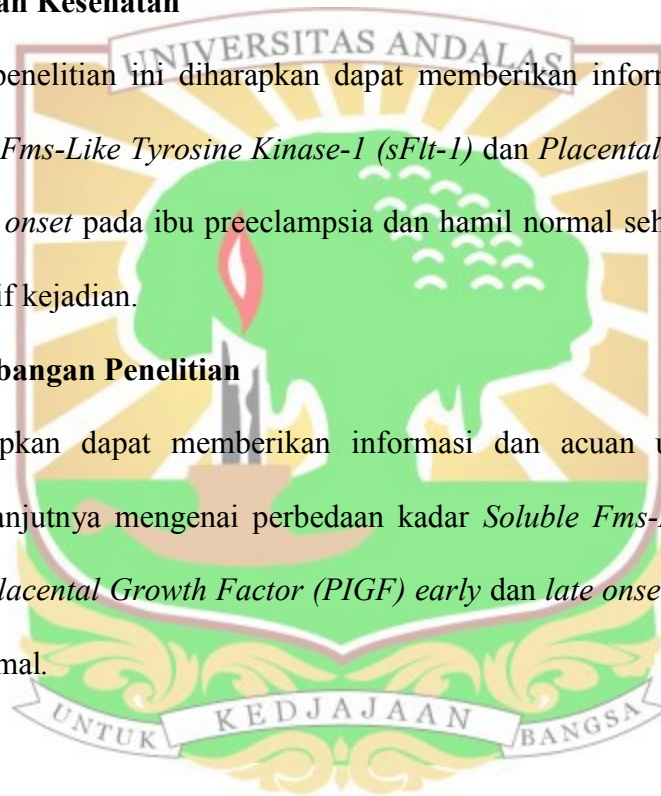 an Kesehatan
UNIVERSITAS ANDALAS
penelitian ini diharapkan dapat memberikan inform
Fms-Like Tyrosine Kinase-1 (sFlt-1) dan Placental
onset pada ibu preeclampsia dan hamil normal seh
if kejadian.
bangan Penelitian
pkan dapat memberikan informasi dan acuan u
anjutnya mengenai perbedaan kadar Soluble Fms-
lacental Growth Factor (PIGF) early dan late onse
mal.
UNTUK KEDJAJAAN BANGSA